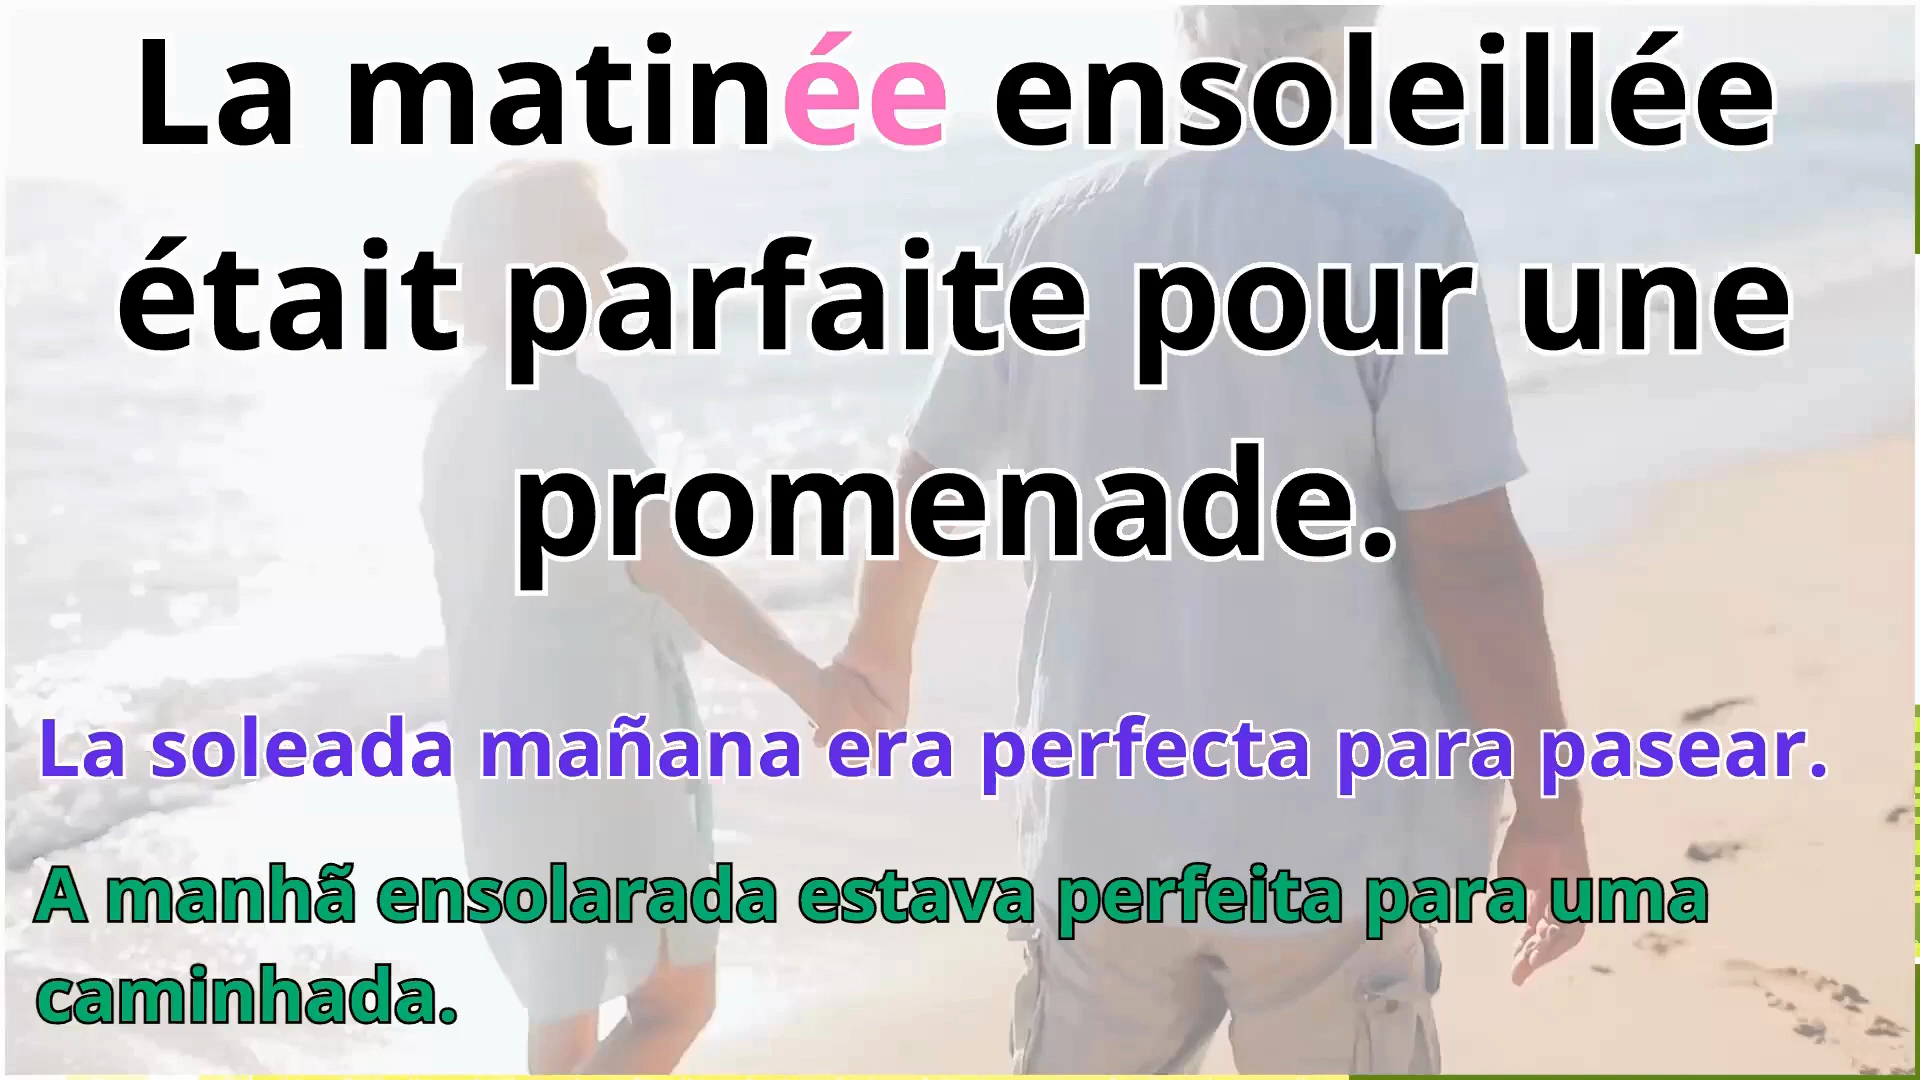 La matinée ensoleillée
était parfaite pour une
promenade.
La soleada mañana era perfecta para pasear.
A manhã ensolarada estava perfeita para uma
caminhada.